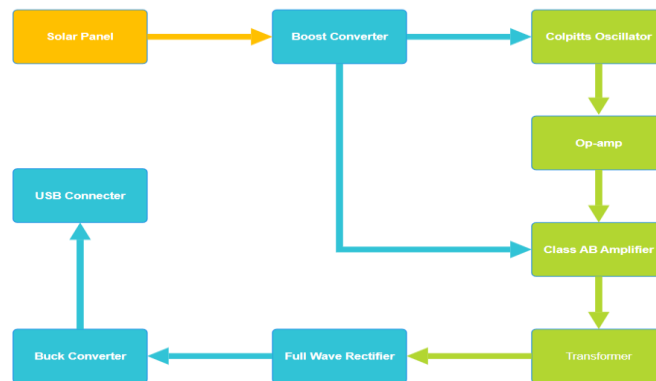 Solar Panel
Boost Converter
Colpitts Oscillator
Op-amp
USB Connecter
Class AB Amplifier
Buck Converter
Full Wave Rectifier
Transformer